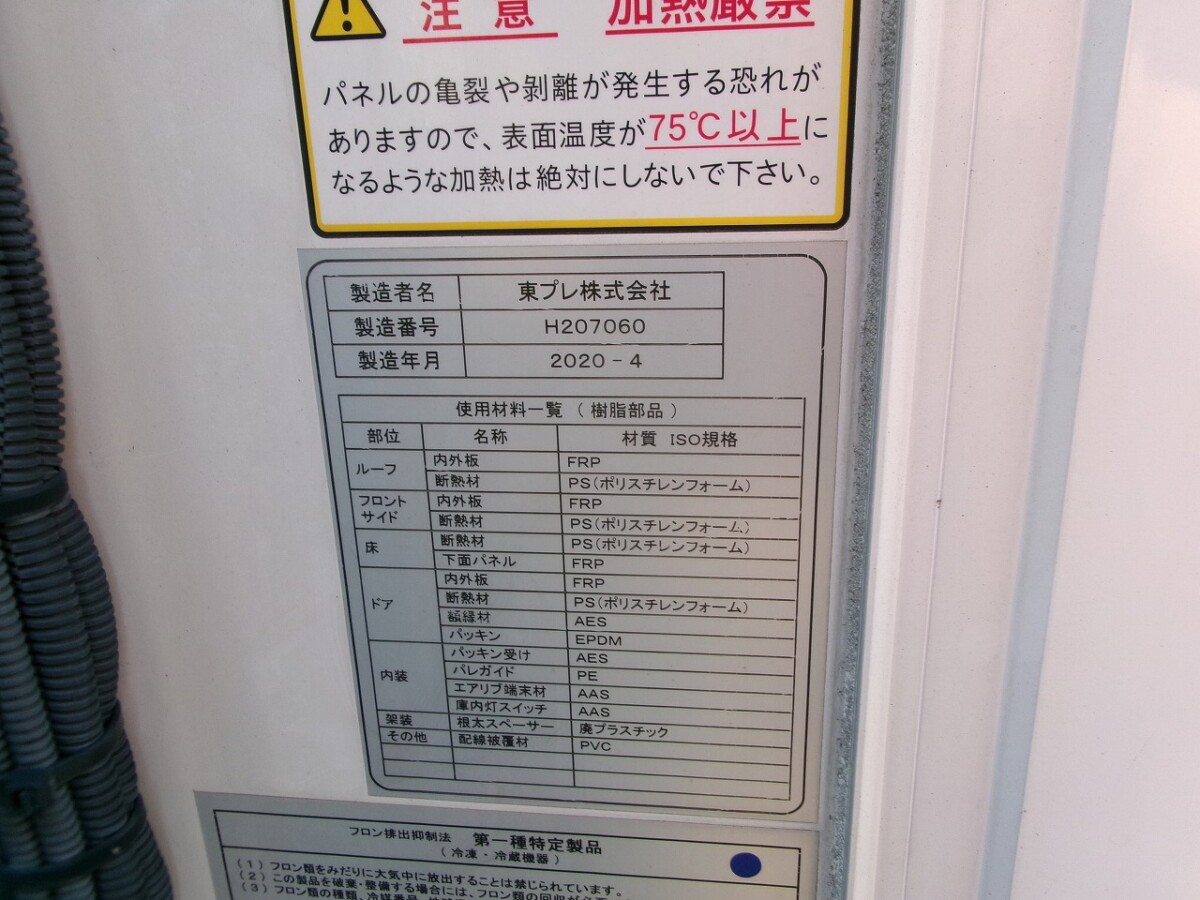 注意 加熱厳禁
パネルの亀裂や剥離が発生する恐れが
ありますので、表面温度が75℃以上に
なるような加熱は絶対にしないで下さい。
製造者名 東プレ株式会社
製造番号 H207060
製造年月 2020-4
使用材料一覧（樹脂部品）
部位 名称 材質 ISO規格
ルーフ 内外板 FRP
断熱材 PS(ポリスチレンフォーム)
フロント サイド 内外板 FRP
断熱材 PS(ポリスチレンフォーム)
床 断熱材 PS(ポリスチレンフォーム)
下面パネル FRP
ドア 内外板 FRP
断熱材 PS(ポリスチレンフォーム)
額縁材 AES
パッキン EPDM
内装 パッキン受け AES
パレガイド PE
エアリブ端末材 AAS
庫内灯スイッチ AAS
架装 根太スペーサー 廃プラスチック
その他 配線被覆材 PVC
フロン排出抑制法 第一種特定製品
（冷凍・冷蔵機器）
(1) フロン類をみだりに大気中に放出することは禁じられています。
(2) この製品を破棄・整備する場合には、フロン類の回収が必
(3) フロン類の種類、冷媒番号、